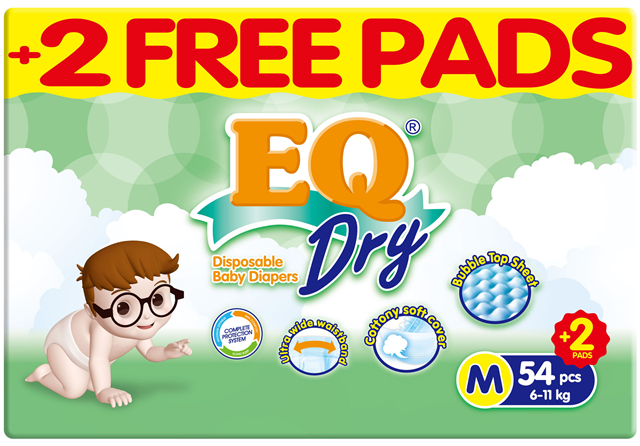 +2 FREE PADS
EQ®
Dry
Disposable
Baby Diapers
Bubble Top Sheet
COMPLETE
PROTECTION
SYSTEM
Ultra wide waistband
Cottony soft cover
+2
PADS
M 54 pcs
6-11 kg